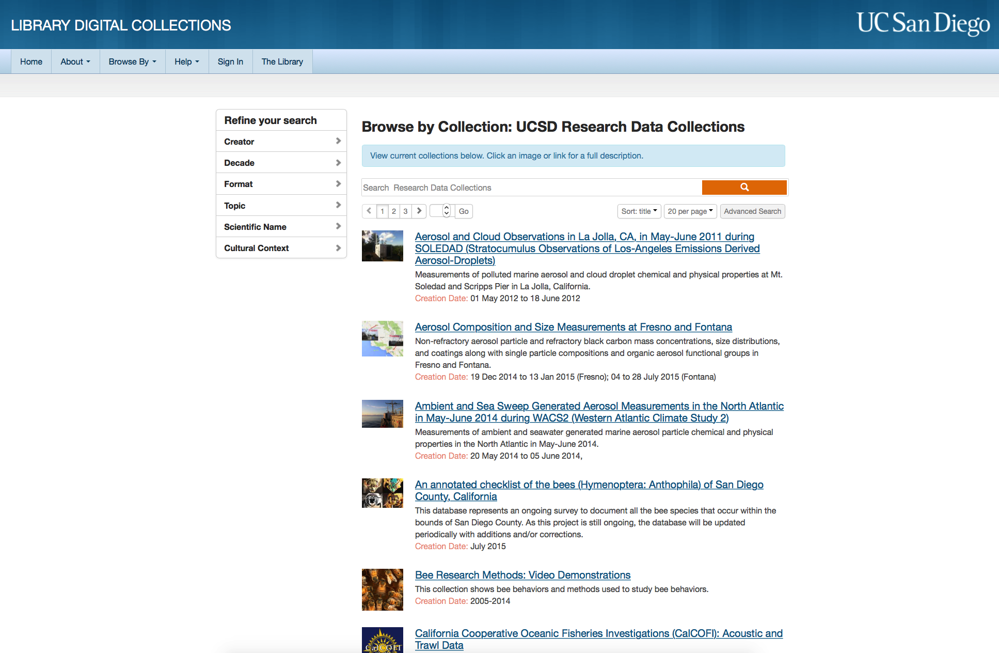 LIBRARY DIGITAL COLLECTIONS
UC San Diego
Home
About
Browse By
Help
Sign In
The Library
Refine your search
Creator
Decade
Format
Topic
Scientific Name
Cultural Context
Browse by Collection: UCSD Research Data Collections
View current collections below. Click an image or link for a full description.
Search Research Data Collections
1
2
3
Go
Sort: title
20 per page
Advanced Search
Aerosol and Cloud Observations in La Jolla, CA, in May-June 2011 during
SOLEDAD (Stratocumulus Observations of Los-Angeles Emissions Derived
Aerosol-Droplets)
Measurements of polluted marine aerosol and cloud droplet chemical and physical properties at Mt.
Soledad and Scripps Pier in La Jolla, California.
Creation Date: 01 May 2012 to 18 June 2012
Aerosol Composition and Size Measurements at Fresno and Fontana
Non-refractory aerosol particle and refractory black carbon mass concentrations, size distributions,
and coatings along with single particle compositions and organic aerosol functional groups in
Fresno and Fontana.
Creation Date: 19 Dec 2014 to 13 Jan 2015 (Fresno); 04 to 28 July 2015 (Fontana)
Ambient and Sea Sweep Generated Aerosol Measurements in the North Atlantic
in May-June 2014 during WACS2 (Western Atlantic Climate Study 2)
Measurements of ambient and seawater generated marine aerosol particle chemical and physical
properties in the North Atlantic in May-June 2014.
Creation Date: 20 May 2014 to 05 June 2014,
An annotated checklist of the bees (Hymenoptera: Anthophila) of San Diego
County, California
This database represents an ongoing survey to document all the bee species that occur within the
bounds of San Diego County. As this project is still ongoing, the database will be updated
periodically with additions and/or corrections.
Creation Date: July 2015
Bee Research Methods: Video Demonstrations
This collection shows bee behaviors and methods used to study bee behaviors.
Creation Date: 2005-2014
CalCOFI
California Cooperative Oceanic Fisheries Investigations (CalCOFI): Acoustic and
Trawl Data